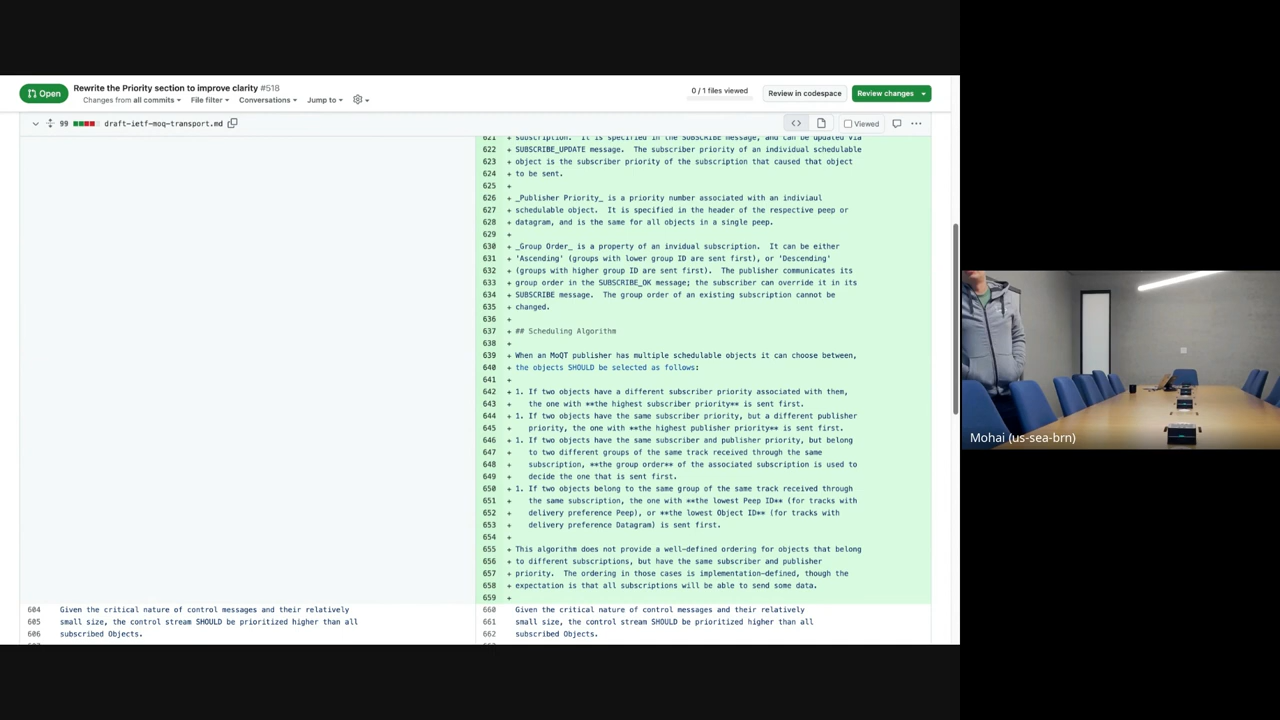 Open
Rewrite the Priority section to improve clarity #518
Changes from all commits
File filter
Conversations
Jump to
0 / 1 files viewed
Review in codespace
Review changes
99
draft-ietf-moq-transport.md
Viewed
621 + subscription. It is specified in the SUBSCRIBE message, and can be updated via
622 + SUBSCRIBE_UPDATE message. The subscriber priority of an individual schedulable
623 + object is the subscriber priority of the subscription that caused that object
624 + to be sent.
625 +
626 + _Publisher Priority_ is a priority number associated with an indiviaul
627 + schedulable object. It is specified in the header of the respective peep or
628 + datagram, and is the same for all objects in a single peep.
629 +
630 + _Group Order_ is a property of an invidual subscription. It can be either
631 + 'Ascending' (groups with lower group ID are sent first), or 'Descending'
632 + (groups with higher group ID are sent first). The publisher communicates its
633 + group order in the SUBSCRIBE_OK message; the subscriber can override it in its
634 + SUBSCRIBE message. The group order of an existing subscription cannot be
635 + changed.
636 +
637 + ## Scheduling Algorithm
638 +
639 + When an MoQT publisher has multiple schedulable objects it can choose between,
640 + the objects SHOULD be selected as follows:
641 +
642 + 1. If two objects have a different subscriber priority associated with them,
643 + the one with **the highest subscriber priority** is sent first.
644 + 1. If two objects have the same subscriber priority, but a different publisher
645 + priority, the one with **the highest publisher priority** is sent first.
646 + 1. If two objects have the same subscriber and publisher priority, but belong
647 + to two different groups of the same track received through the same
648 + subscription, **the group order** of the associated subscription is used to
649 + decide the one that is sent first.
650 + 1. If two objects belong to the same group of the same track received through
651 + the same subscription, the one with **the lowest Peep ID** (for tracks with
652 + delivery preference Peep), or **the lowest Object ID** (for tracks with
653 + delivery preference Datagram) is sent first.
654 +
655 + This algorithm does not provide a well-defined ordering for objects that belong
656 + to different subscriptions, but have the same subscriber and publisher
657 + priority. The ordering in those cases is implementation-defined, though the
658 + expectation is that all subscriptions will be able to send some data.
659 +
604 Given the critical nature of control messages and their relatively
605 small size, the control stream SHOULD be prioritized higher than all
606 subscribed Objects.
660 Given the critical nature of control messages and their relatively
661 small size, the control stream SHOULD be prioritized higher than all
662 subscribed Objects.
Mohai (us-sea-brn)